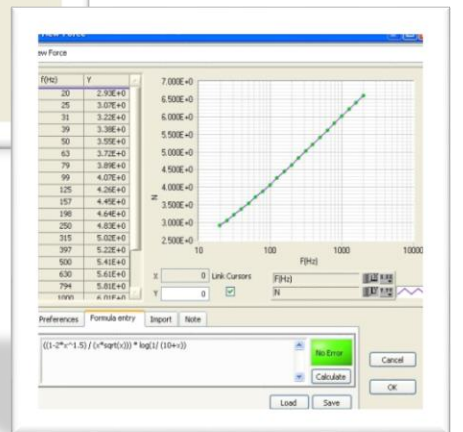 ew Force
f(Hz) Y
20 2.93E+0
25 3.07E+0
31 3.22E+0
39 3.38E+0
50 3.55E+0
63 3.72E+0
79 3.89E+0
99 4.07E+0
125 4.26E+0
157 4.45E+0
198 4.64E+0
250 4.83E+0
315 5.02E+0
397 5.22E+0
500 5.41E+0
630 5.61E+0
794 5.81E+0
1000 6.01E+0
7.000E+0
6.500E+0
6.000E+0
5.500E+0
5.000E+0
4.500E+0
4.000E+0
3.500E+0
3.000E+0
2.500E+0
N
10 100 1000 10000
F(Hz)
X 0 Link Cursors F(Hz)
Y 0 N
Preferences Formula entry Import Note
((1-2*x^1.5) / (x*sqrt(x))) * log(1/ (10+x))
No Error
Calculate
Cancel
OK
Load Save